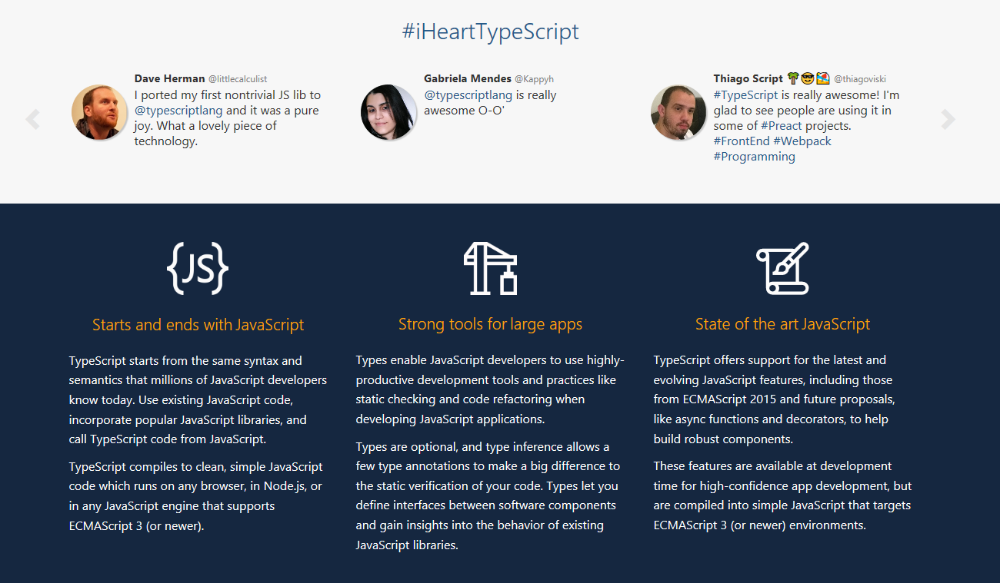 #iHeartTypeScript
Dave Herman @littlecalculist
I ported my first nontrivial JS lib to
@typescriptlang and it was a pure
joy. What a lovely piece of
technology.
Gabriela Mendes @Kappyh
@typescriptlang is really
awesome O-O'
Thiago Script 🌴😎🏖️ @thiagoviski
#TypeScript is really awesome! I'm
glad to see people are using it in
some of #Preact projects.
#FrontEnd #Webpack
#Programming
{JS}
Starts and ends with JavaScript
TypeScript starts from the same syntax and
semantics that millions of JavaScript developers
know today. Use existing JavaScript code,
incorporate popular JavaScript libraries, and
call TypeScript code from JavaScript.
TypeScript compiles to clean, simple JavaScript
code which runs on any browser, in Node.js, or
in any JavaScript engine that supports
ECMAScript 3 (or newer).
Strong tools for large apps
Types enable JavaScript developers to use highly-
productive development tools and practices like
static checking and code refactoring when
developing JavaScript applications.
Types are optional, and type inference allows a
few type annotations to make a big difference to
the static verification of your code. Types let you
define interfaces between software components
and gain insights into the behavior of existing
JavaScript libraries.
State of the art JavaScript
TypeScript offers support for the latest and
evolving JavaScript features, including those
from ECMAScript 2015 and future proposals,
like async functions and decorators, to help
build robust components.
These features are available at development
time for high-confidence app development, but
are compiled into simple JavaScript that targets
ECMAScript 3 (or newer) environments.